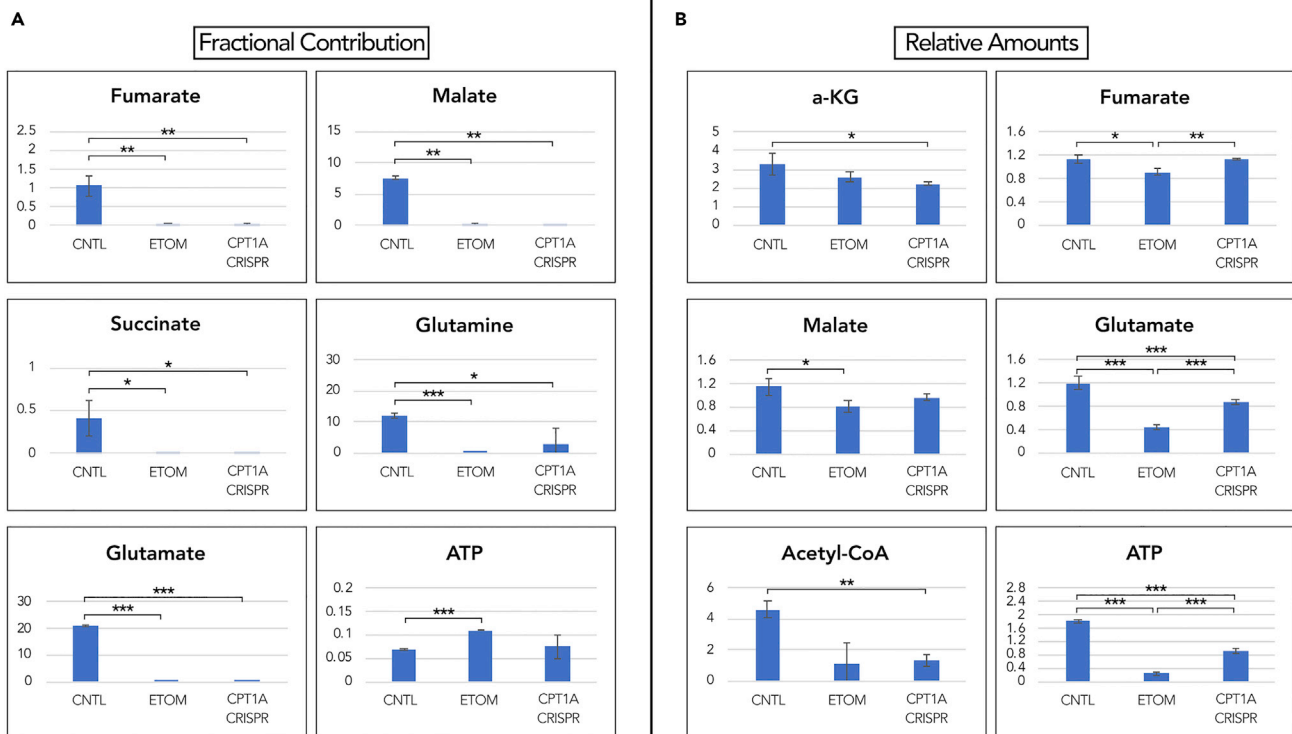 A
Fractional Contribution
Fumarate
2.5
2
1.5
1
0.5
0
**
**
CNTL
ETOM
CPT1A
CRISPR
Malate
15
10
5
0
**
**
CNTL
ETOM
CPT1A
CRISPR
Succinate
1
0.5
0
*
*
CNTL
ETOM
CPT1A
CRISPR
Glutamine
30
20
10
0
*
***
CNTL
ETOM
CPT1A
CRISPR
Glutamate
30
20
10
0
***
***
CNTL
ETOM
CPT1A
CRISPR
ATP
0.2
0.15
0.1
0.05
0
***
CNTL
ETOM
CPT1A
CRISPR
B
Relative Amounts
a-KG
5
4
3
2
1
0
*
CNTL
ETOM
CPT1A
CRISPR
Fumarate
1.6
1.2
0.8
0.4
0
*
**
CNTL
ETOM
CPT1A
CRISPR
Malate
1.6
1.2
0.8
0.4
0
*
CNTL
ETOM
CPT1A
CRISPR
Glutamate
1.6
1.2
0.8
0.4
0
***
***
***
CNTL
ETOM
CPT1A
CRISPR
Acetyl-CoA
6
4
2
0
**
CNTL
ETOM
CPT1A
CRISPR
ATP
2.8
2.4
2
1.6
1.2
0.8
0.4
0
***
***
***
CNTL
ETOM
CPT1A
CRISPR